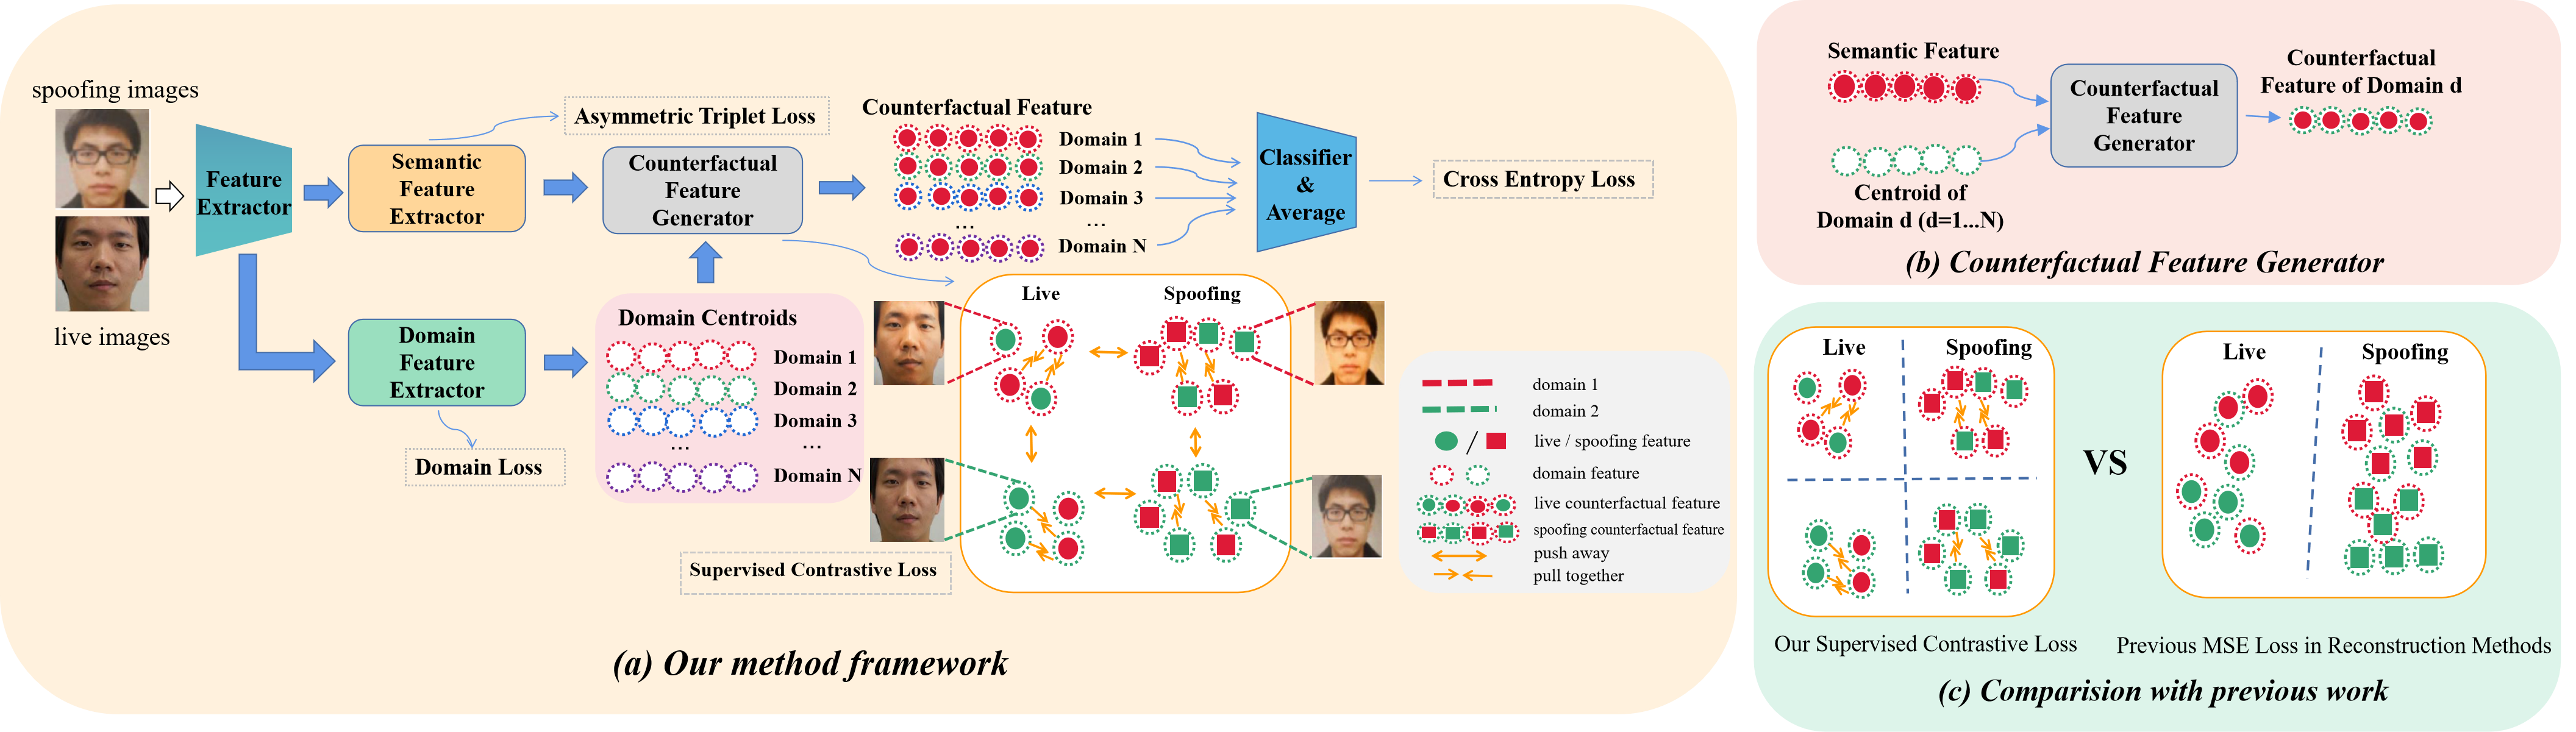 spoofing images
live images
Feature
Extractor
Semantic
Feature
Extractor
Asymmetric Triplet Loss
Counterfactual
Feature
Generator
Counterfactual Feature
Domain 1
Domain 2
Domain 3
...
...
Domain N
Classifier
&
Average
Cross Entropy Loss
Domain
Feature
Extractor
Domain Loss
Domain Centroids
Domain 1
Domain 2
Domain 3
...
...
Domain N
Live
Spoofing
Supervised Contrastive Loss
domain 1
domain 2
/
live / spoofing feature
domain feature
live counterfactual feature
spoofing counterfactual feature
push away
pull together
(a) Our method framework
Semantic Feature
Centroid of
Domain d (d=1...N)
Counterfactual
Feature
Generator
Counterfactual
Feature of Domain d
(b) Counterfactual Feature Generator
Live
Spoofing
VS
Live
Spoofing
Our Supervised Contrastive Loss
Previous MSE Loss in Reconstruction Methods
(c) Comparision with previous work